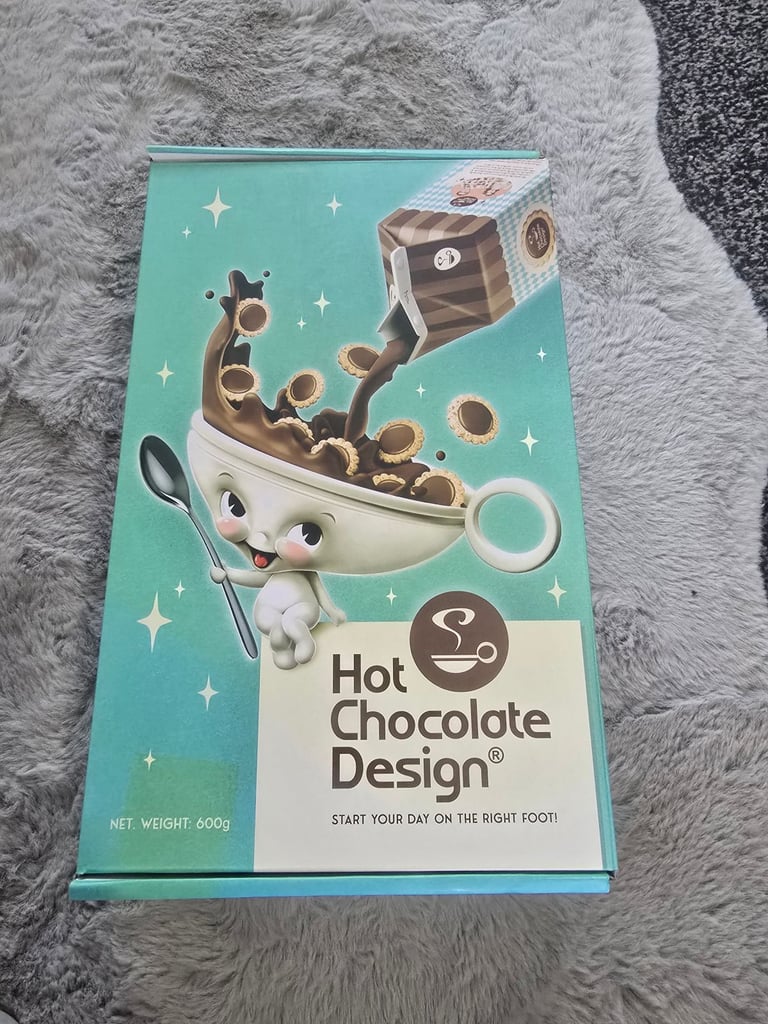 Hot
Chocolate
Design®
START YOUR DAY ON THE RIGHT FOOT!
NET. WEIGHT: 600g